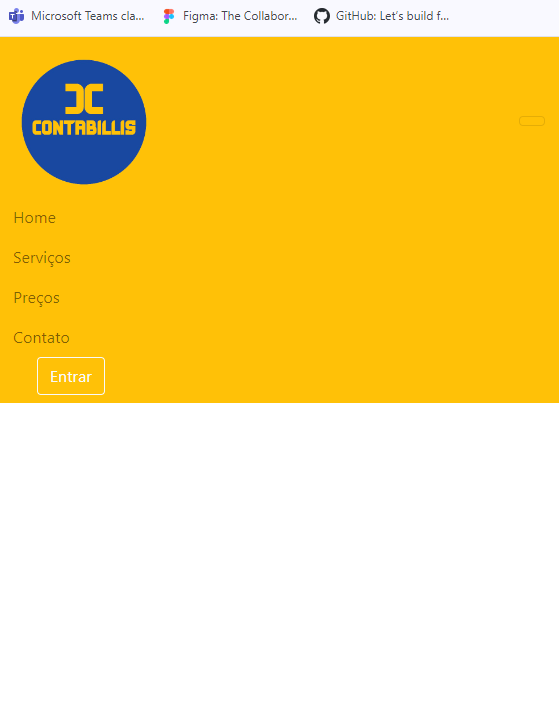 Microsoft Teams cla... Figma: The Collabor... GitHub: Let's build f...
CONTABILLIS
Home
Serviços
Preços
Contato
Entrar